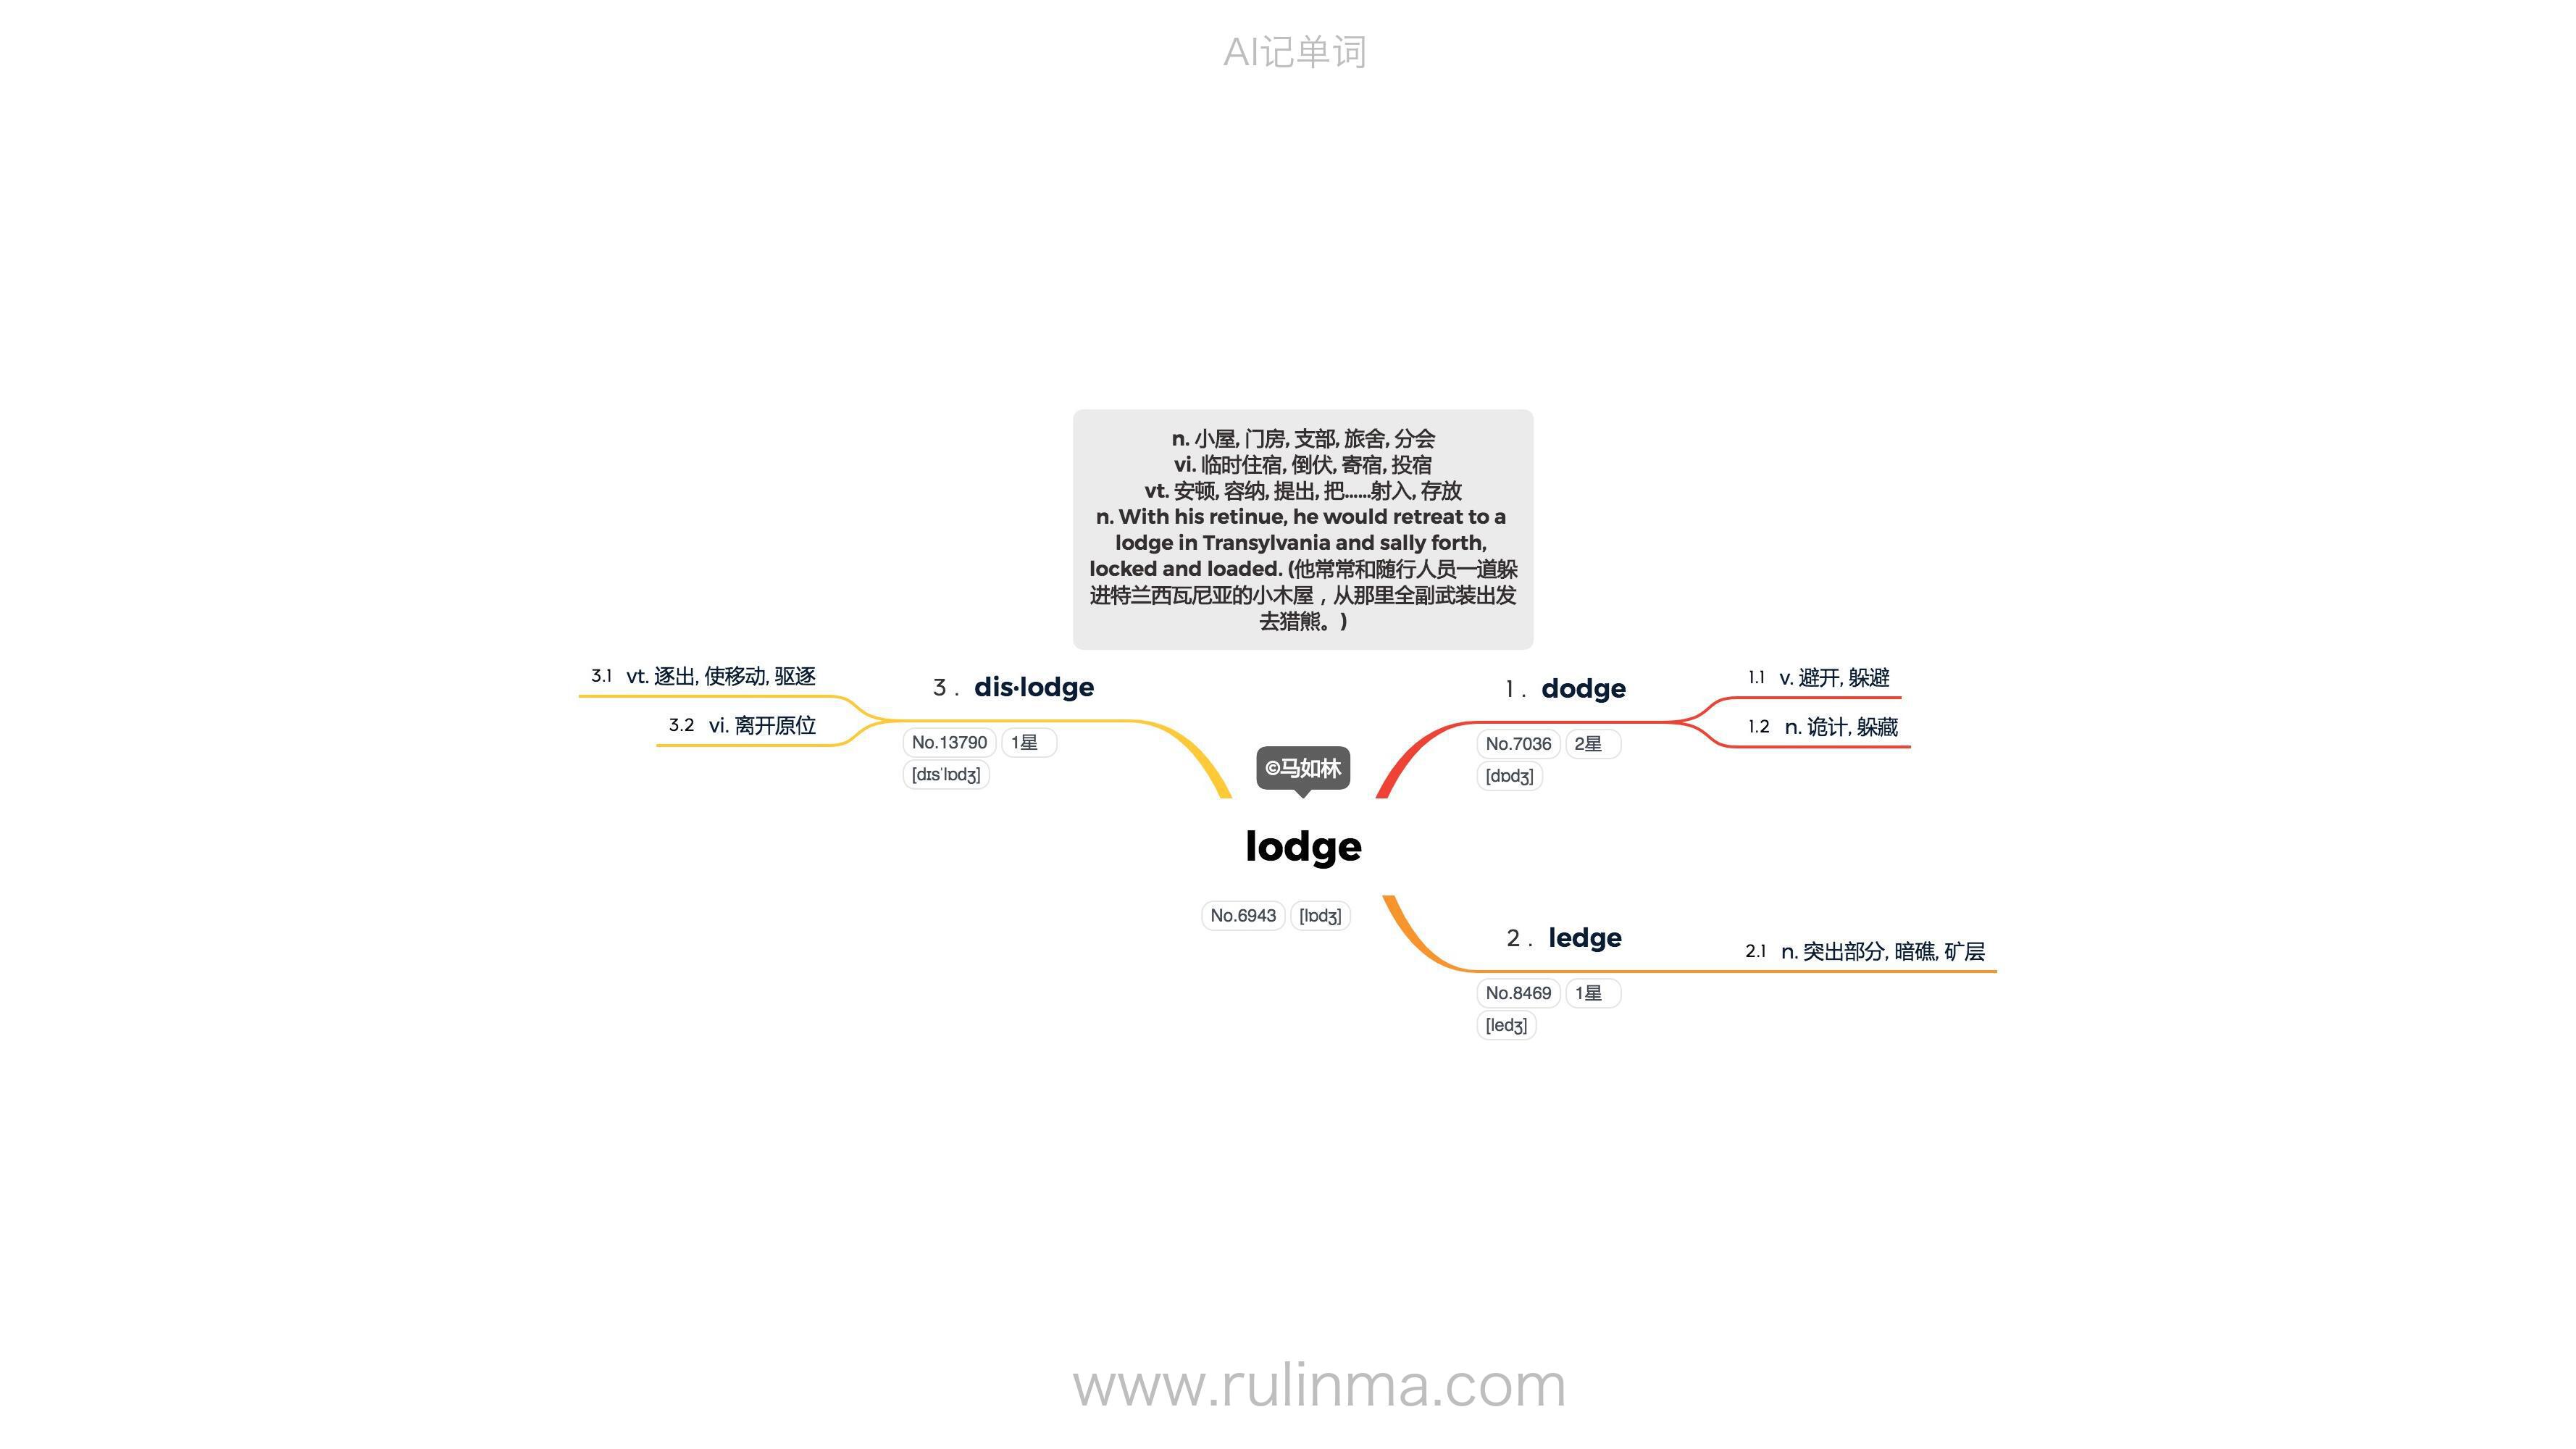 AI记单词
n. 小屋, 门房, 支部, 旅舍, 分会
vi. 临时住宿, 倒伏, 寄宿, 投宿
vt. 安顿, 容纳, 提出, 把……射入, 存放
n. With his retinue, he would retreat to a
lodge in Transylvania and sally forth,
locked and loaded. (他常常和随行人员一道躲
进特兰西瓦尼亚的小木屋，从那里全副武装出发
去猎熊。)
©马如林
lodge
No.6943 [lɒdʒ]
1. dodge
No.7036 2星
[dɒdʒ]
1.1 v. 避开, 躲避
1.2 n. 诡计, 躲藏
2. ledge
No.8469 1星
[ledʒ]
2.1 n. 突出部分, 暗礁, 矿层
3. dis·lodge
No.13790 1星
[dɪsˈlɒdʒ]
3.1 vt. 逐出, 使移动, 驱逐
3.2 vi. 离开原位
www.rulinma.com